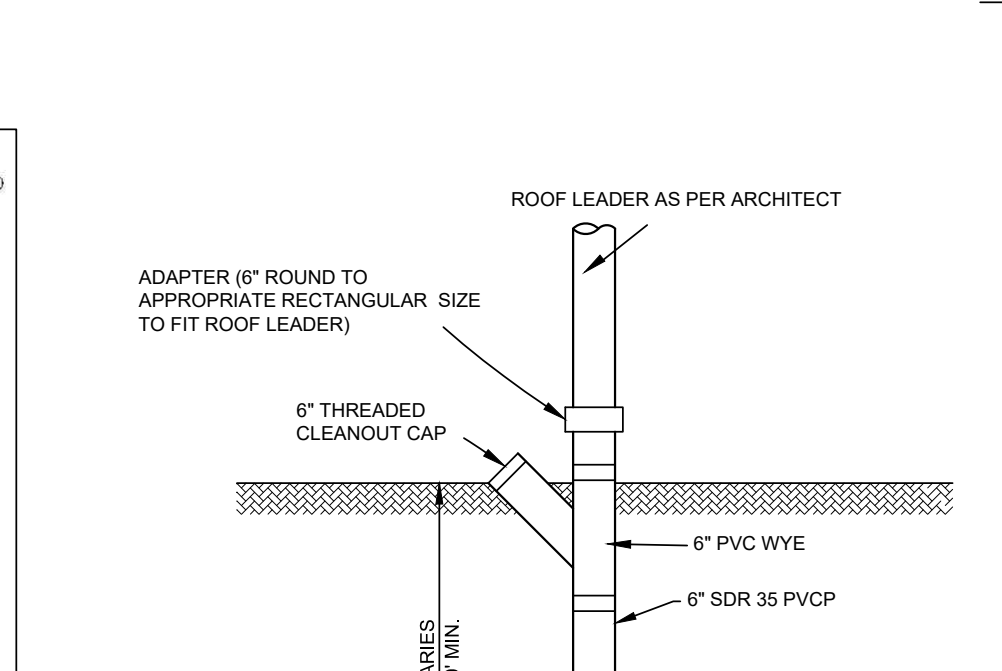 ROOF LEADER AS PER ARCHITECT
ADAPTER (6" ROUND TO
APPROPRIATE RECTANGULAR SIZE
TO FIT ROOF LEADER)
6" THREADED
CLEANOUT CAP
6" PVC WYE
6" SDR 35 PVCP
MIN.